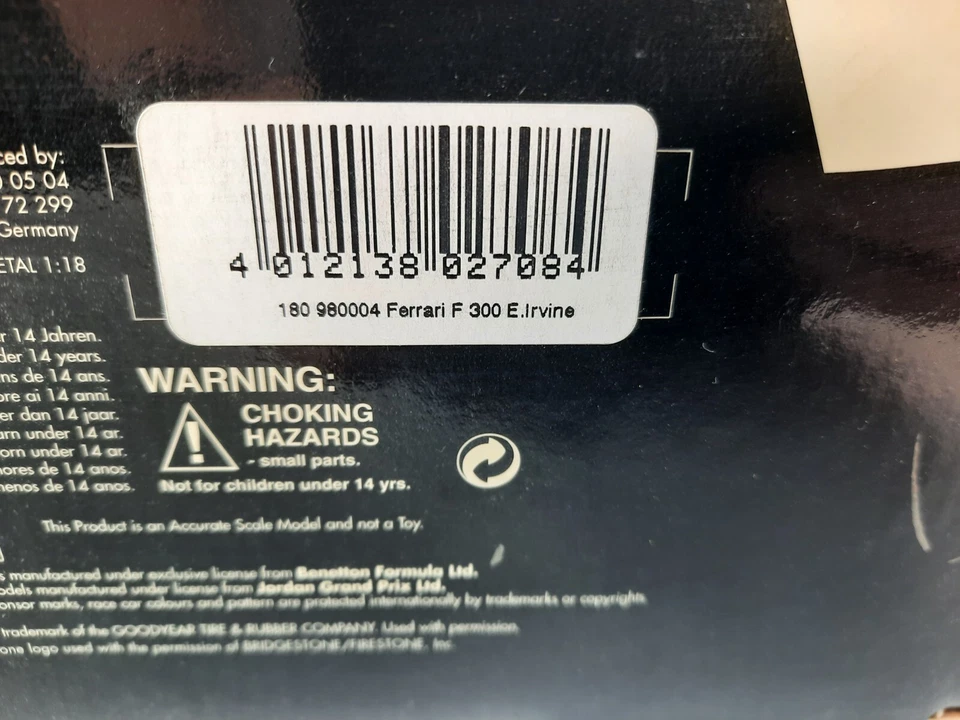 ced by:
05 04
72 299
Germany
ETAL 1:18
4 012138 027084
180 980004 Ferrari F 300 E.Irvine
r 14 Jahren.
der 14 years.
ns de 14 ans.
ore ai 14 anni.
er dan 14 jaar.
arn under 14 ar.
orn under 14 ar.
nores de 14 anos.
nenos de 14 anos.
WARNING:
CHOKING
HAZARDS
- small parts.
Not for children under 14 yrs.
This Product is an Accurate Scale Model and not a Toy.
s manufactured under exclusive license from Benetton Formula Ltd.
odels manufactured under license from Jordan Grand Prix Ltd.
onsor marks, race car colours and pattern are protected internationally by trademarks or copyrights
trademark of the GOODYEAR TIRE & RUBBER COMPANY. Used with permission.
one logo used with the permission of BRIDGESTONE/FIRESTONE, Inc.